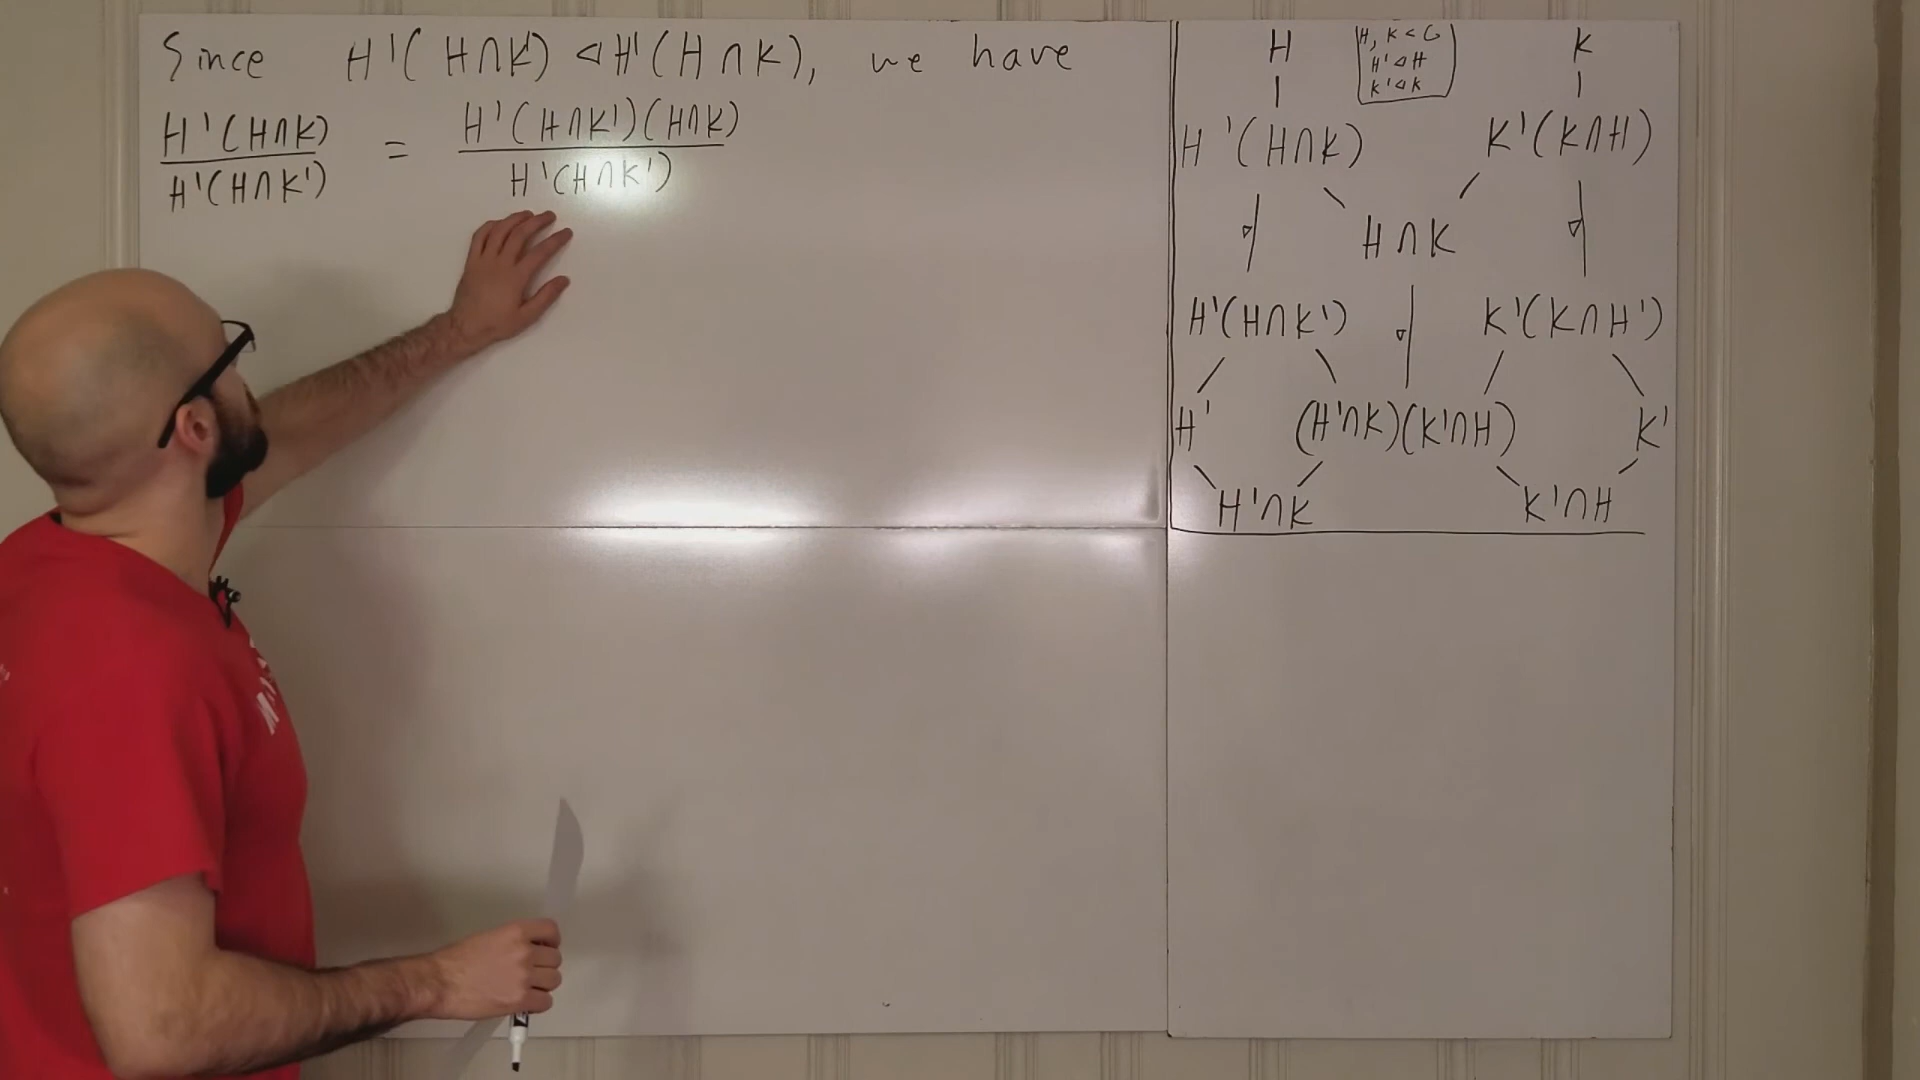 Since H'(H∩K') ⊲ H'(H∩K), we have
H'(H∩K) / H'(H∩K') = H'(H∩K')(H∩K) / H'(H∩K')
H
H, K < G
H' ⊲ H
K' ⊲ K
K
H'(H∩K)
K'(K∩H)
H∩K
H'(H∩K')
K'(K∩H')
H'
(H'∩K)(K'∩H)
K'
H'∩K
K'∩H